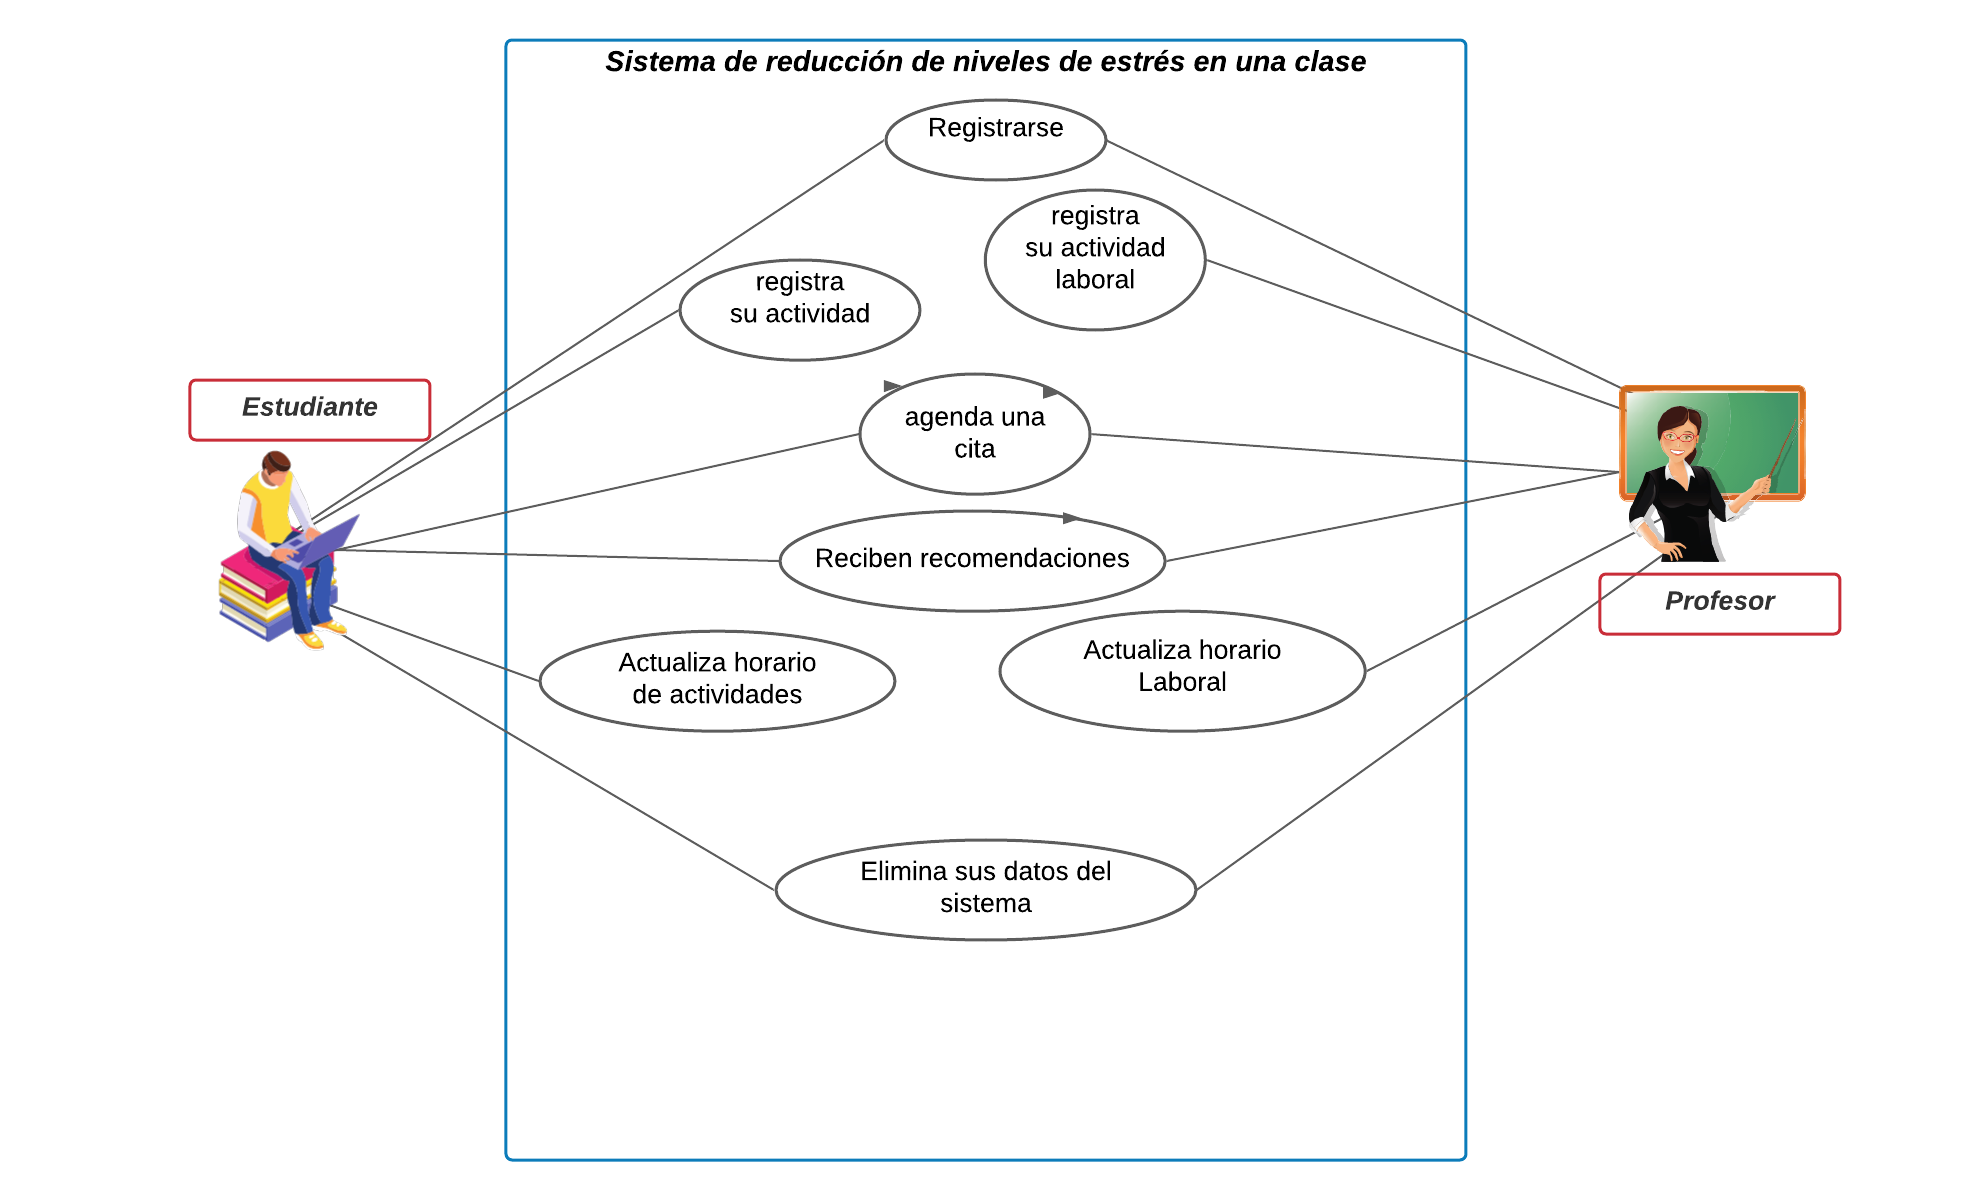 Sistema de reducción de niveles de estrés en una clase
Registrarse
registra
su actividad
laboral
registra
su actividad
Estudiante
agenda una
cita
Reciben recomendaciones
Profesor
Actualiza horario
de actividades
Actualiza horario
Laboral
Elimina sus datos del
sistema